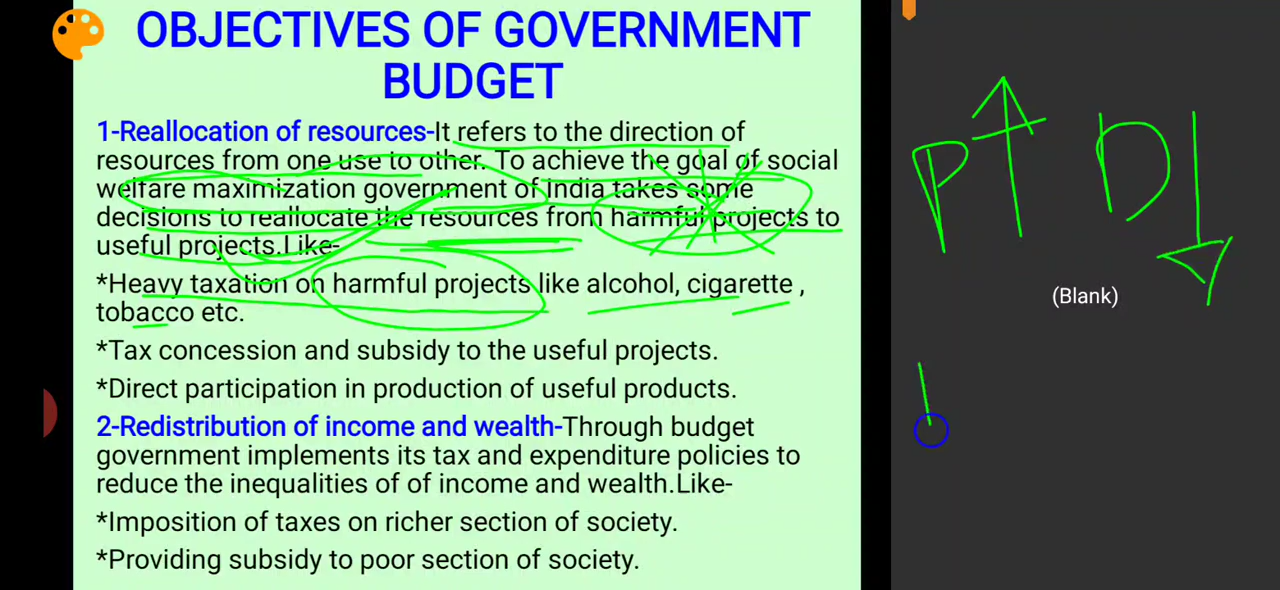 OBJECTIVES OF GOVERNMENT
BUDGET
1-Reallocation of resources-It refers to the direction of
resources from one use to other. To achieve the goal of social
welfare maximization government of India takes some
decisions to reallocate the resources from harmful projects to
useful projects.Like-
*Heavy taxation on harmful projects like alcohol, cigarette ,
tobacco etc.
*Tax concession and subsidy to the useful projects.
*Direct participation in production of useful products.
2-Redistribution of income and wealth-Through budget
government implements its tax and expenditure policies to
reduce the inequalities of of income and wealth.Like-
*Imposition of taxes on richer section of society.
*Providing subsidy to poor section of society.
P↑ D↓
(Blank)